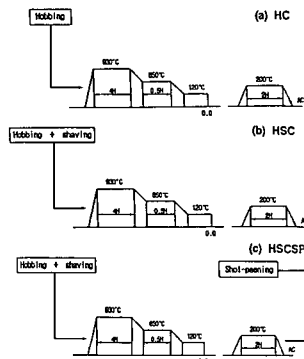 (a) HC
Hobbing
930°C
850°C
120°C
200°C
4H
0.5H
2H
O.Q
AC
(b) HSC
Hobbing + shaving
930°C
850°C
120°C
200°C
4H
0.5H
2H
O.Q
(c) HSCSP
Hobbing + shaving
Shot-peening
930°C
850°C
120°C
200°C
4H
0.5H
2H
AC